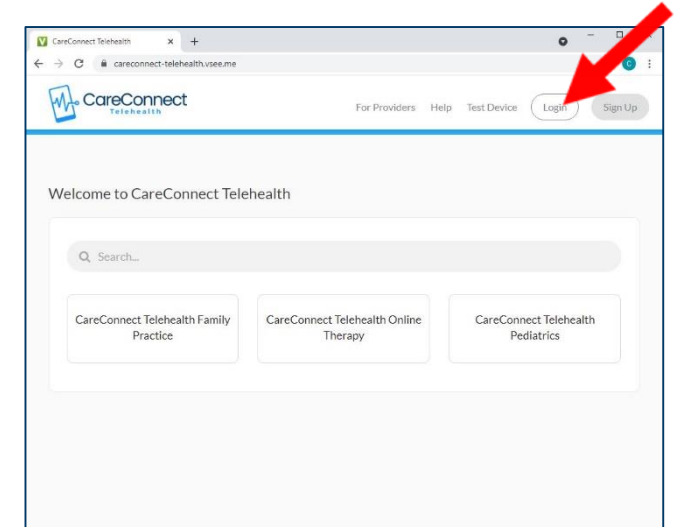 CareConnect Telehealth
careconnect-telehealth.vsee.me
C
CareConnect
Telehealth
For Providers Help Test Device Login Sign Up
Welcome to CareConnect Telehealth
Search...
CareConnect Telehealth Family
Practice
CareConnect Telehealth Online
Therapy
CareConnect Telehealth
Pediatrics